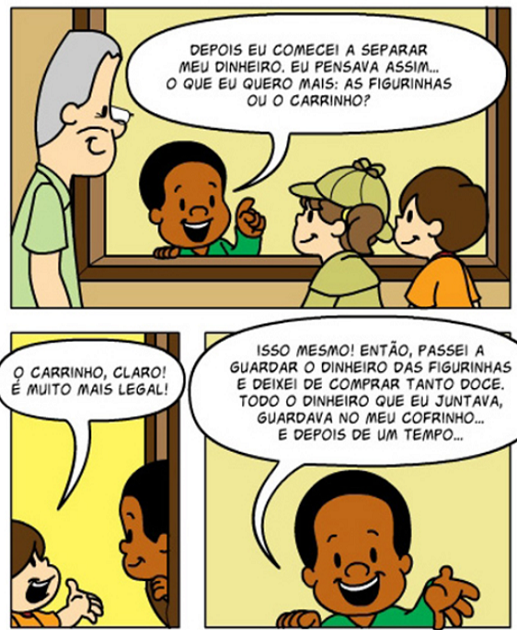 DEPOIS EU COMECEI A SEPARAR
MEU DINHEIRO. EU PENSAVA ASSIM...
O QUE EU QUERO MAIS: AS FIGURINHAS
OU O CARRINHO?
O CARRINHO, CLARO!
É MUITO MAIS LEGAL!
ISSO MESMO! ENTÃO, PASSEI A
GUARDAR O DINHEIRO DAS FIGURINHAS
E DEIXEI DE COMPRAR TANTO DOCE.
TODO O DINHEIRO QUE EU JUNTAVA,
GUARDAVA NO MEU COFRINHO...
E DEPOIS DE UM TEMPO...